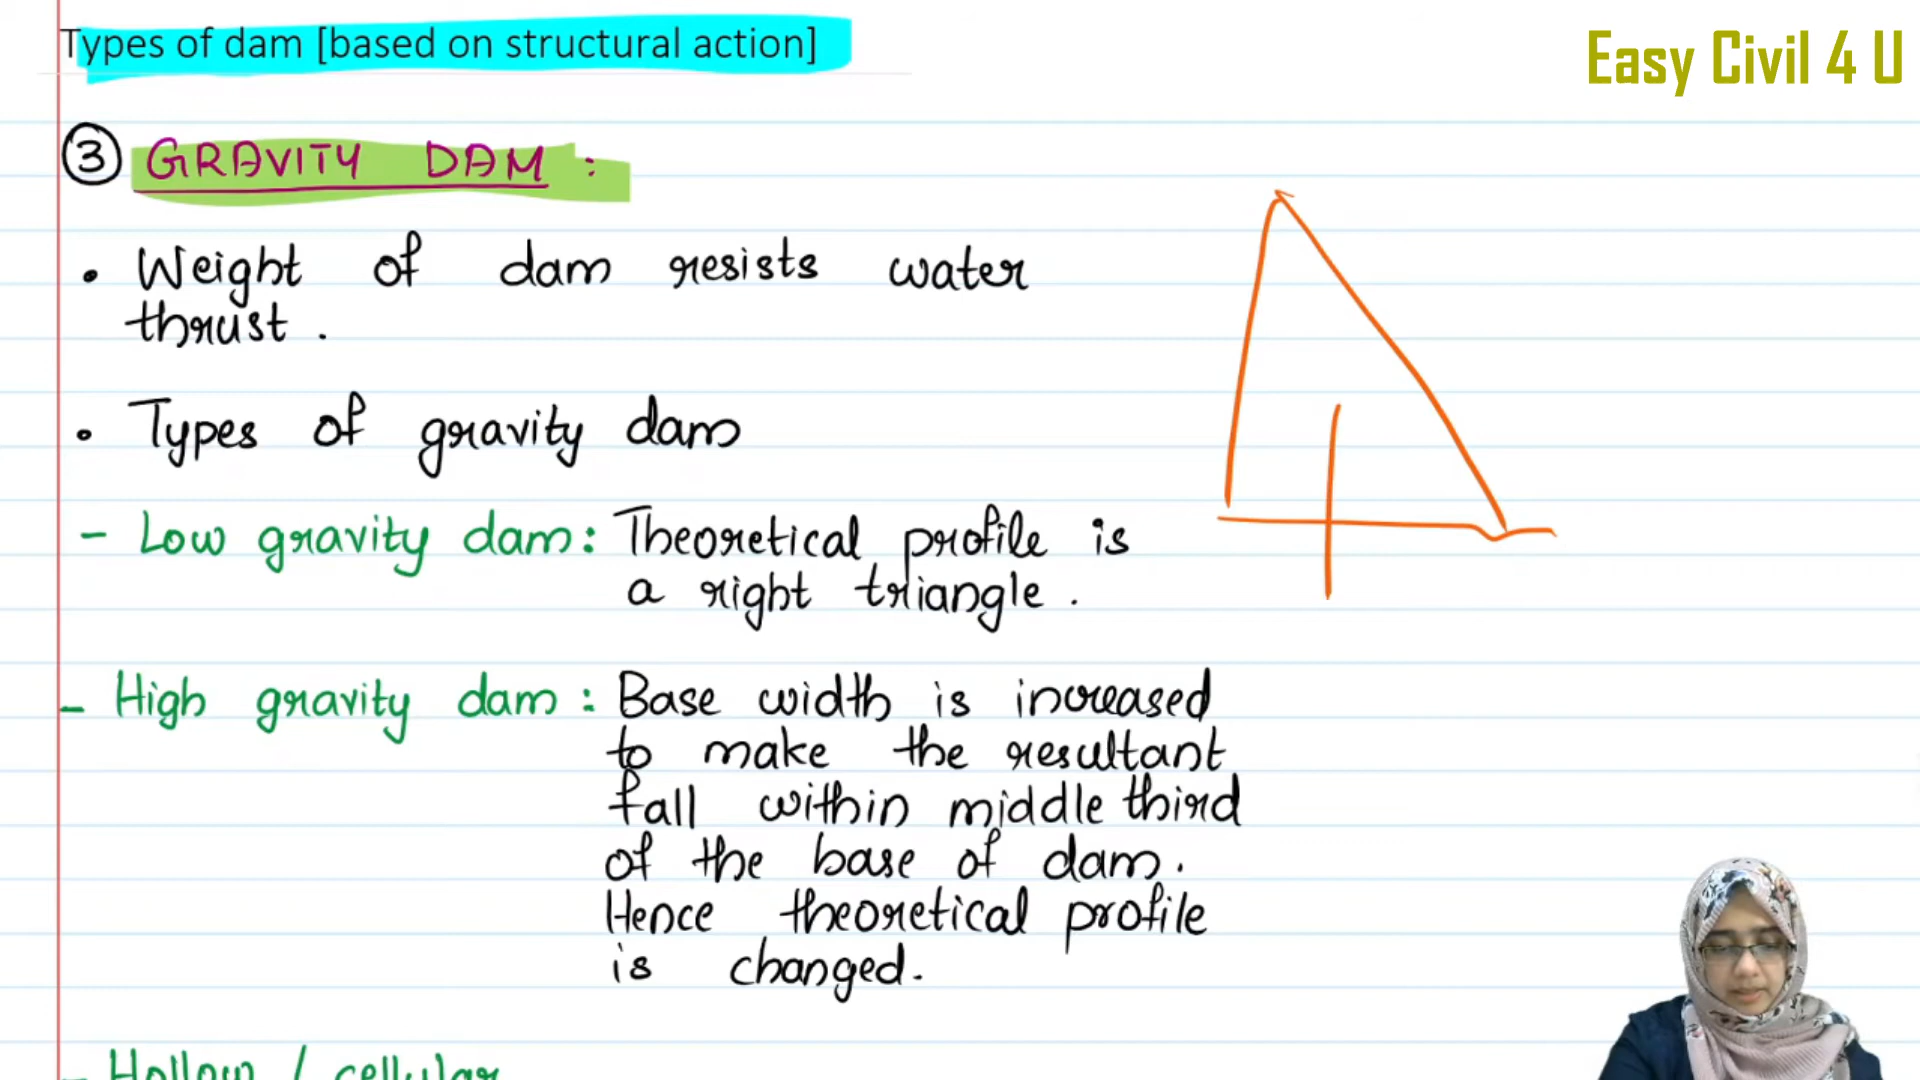 Types of dam [based on structural action]
Easy Civil 4 U
3 GRAVITY DAM :
• Weight of dam resists water
thrust .
• Types of gravity dam
- Low gravity dam : Theoretical profile is
a right triangle .
- High gravity dam : Base width is increased
to make the resultant
fall within middle third
of the base of dam.
Hence theoretical profile
is changed.
- Hollow / cellular